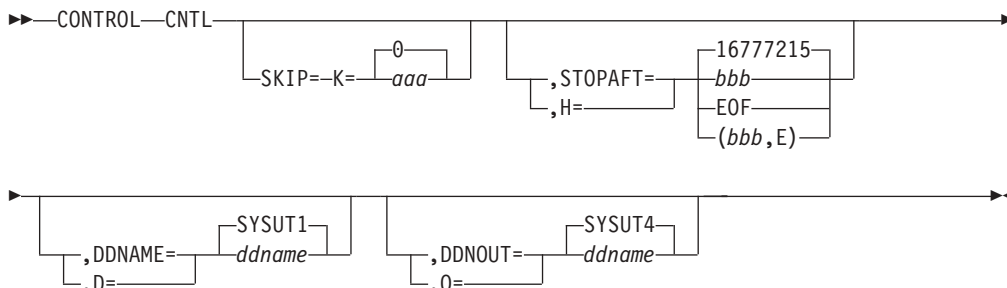 CONTROL CNTL
0
SKIP= K= aaa
16777215
,STOPAFT= bbb
,H= EOF
(bbb,E)
SYSUT1
,DDNAME= ddname
,D=
SYSUT4
,DDNOUT= ddname
,O=